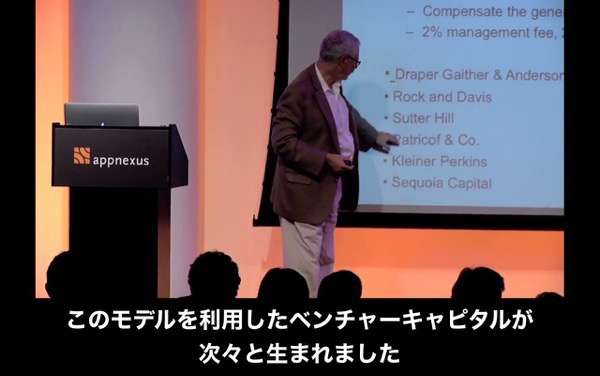 • Compensate the gene
– 2% management fee, 2
• Draper Gaither & Anderson
• Rock and Davis
• Sutter Hill
• Patricof & Co.
• Kleiner Perkins
• Sequoia Capital
appnexus
このモデルを利用したベンチャーキャピタルが
次々と生まれました